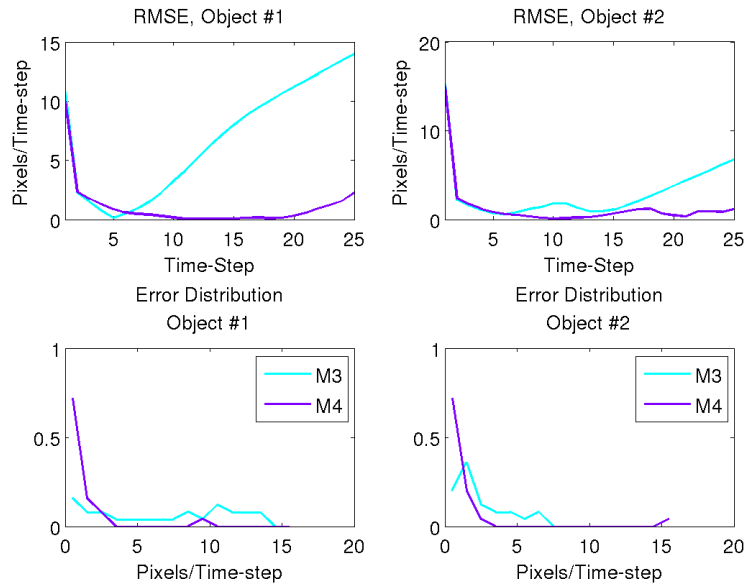 RMSE, Object #1
15
10
5
0
Pixels/Time-step
5 10 15 20 25
Time-Step
RMSE, Object #2
20
10
0
Pixels/Time-step
5 10 15 20 25
Time-Step
Error Distribution
Object #1
1
0.5
0
M3
M4
0 5 10 15 20
Pixels/Time-step
Error Distribution
Object #2
1
0.5
0
M3
M4
0 5 10 15 20
Pixels/Time-step